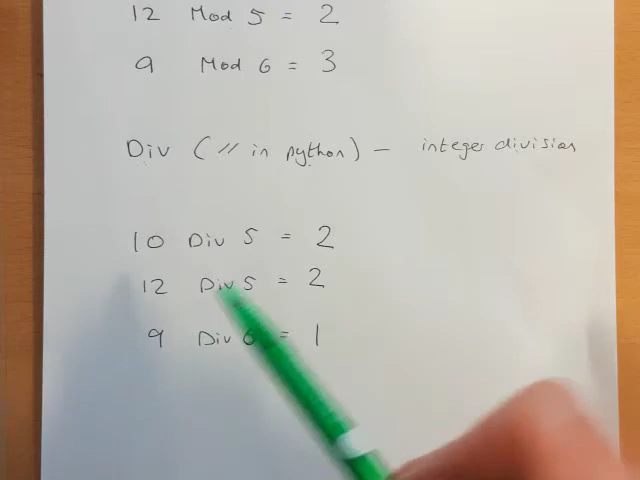 12 Mod 5 = 2
9 Mod 6 = 3
Div (// in python) – integer division
10 Div 5 = 2
12 Div 5 = 2
9 Div 6 = 1